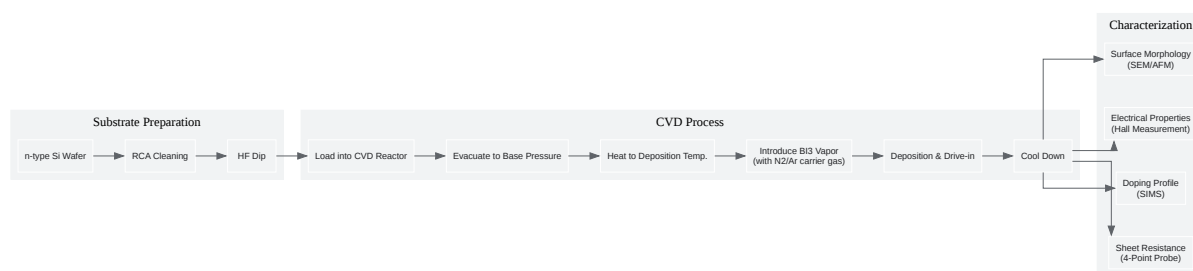 Substrate Preparation
n-type Si Wafer
RCA Cleaning
HF Dip
CVD Process
Load into CVD Reactor
Evacuate to Base Pressure
Heat to Deposition Temp.
Introduce BI3 Vapor
(with N2/Ar carrier gas)
Deposition & Drive-in
Cool Down
Characterization
Surface Morphology
(SEM/AFM)
Electrical Properties
(Hall Measurement)
Doping Profile
(SIMS)
Sheet Resistance
(4-Point Probe)